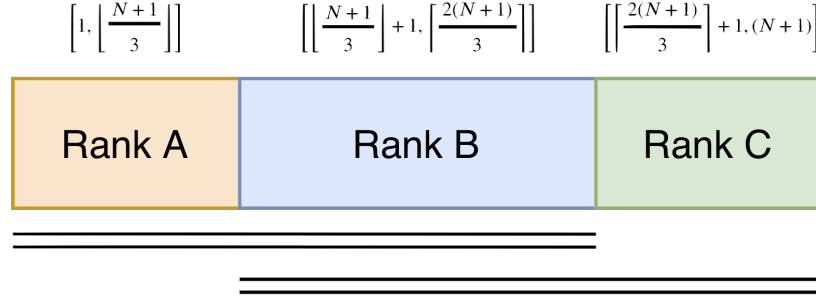 [1, ⌊(N+1)/3⌋]
[⌊(N+1)/3⌋+1, ⌈2(N+1)/3⌉]
[⌈2(N+1)/3⌉+1,(N+1)]
Rank A
Rank B
Rank C